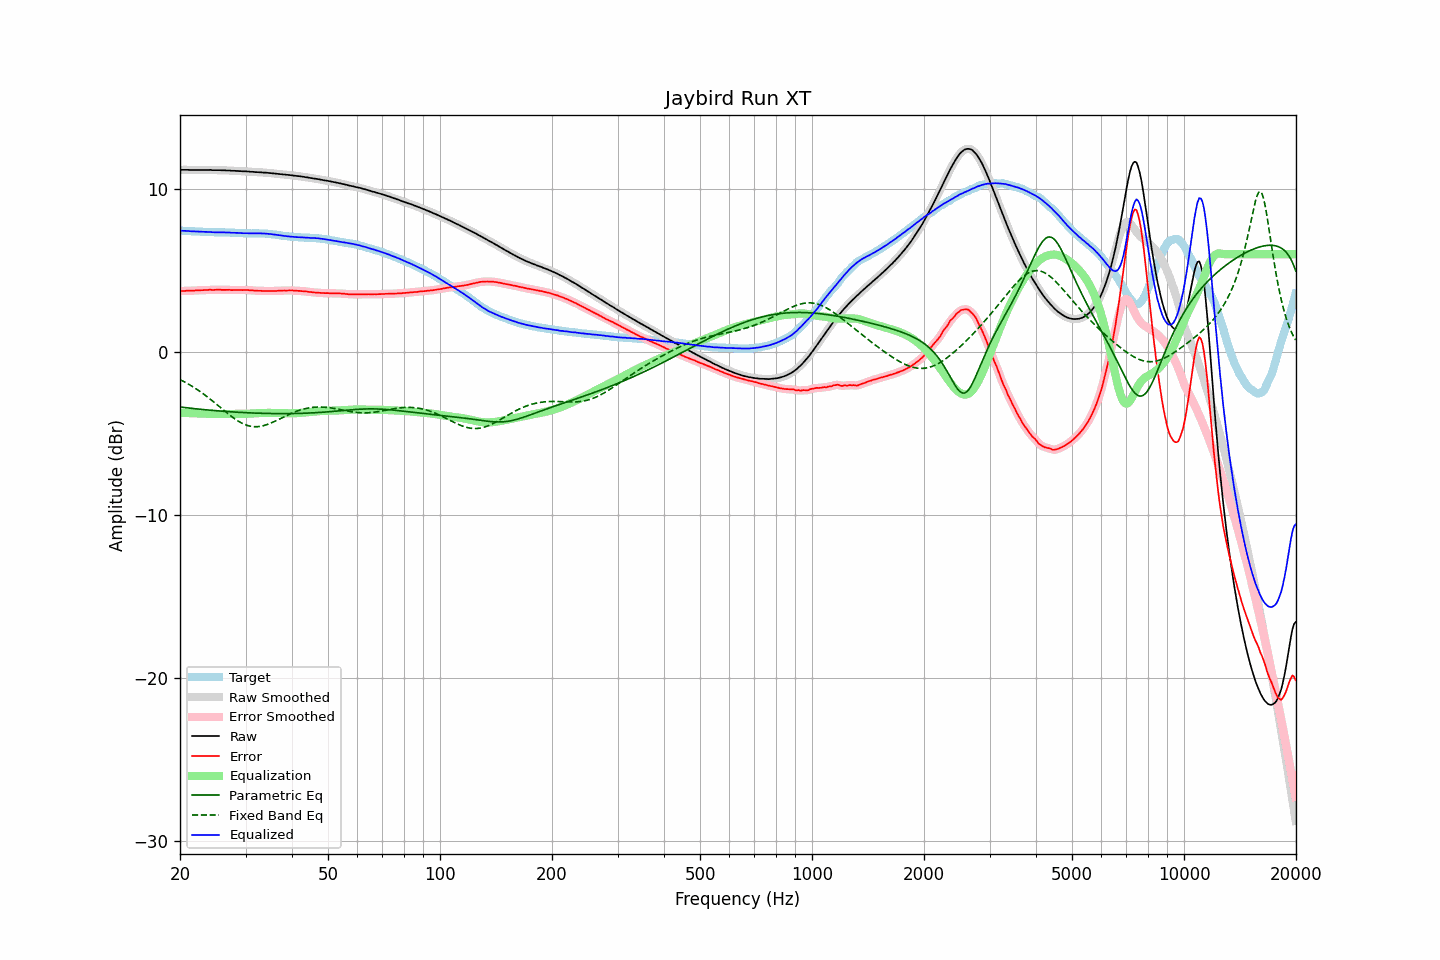 Jaybird Run XT
Amplitude (dBr)
10
0
−10
−20
−30
Target
Raw Smoothed
Error Smoothed
Raw
Error
Equalization
Parametric Eq
Fixed Band Eq
Equalized
20 50 100 200 500 1000 2000 5000 10000 20000
Frequency (Hz)